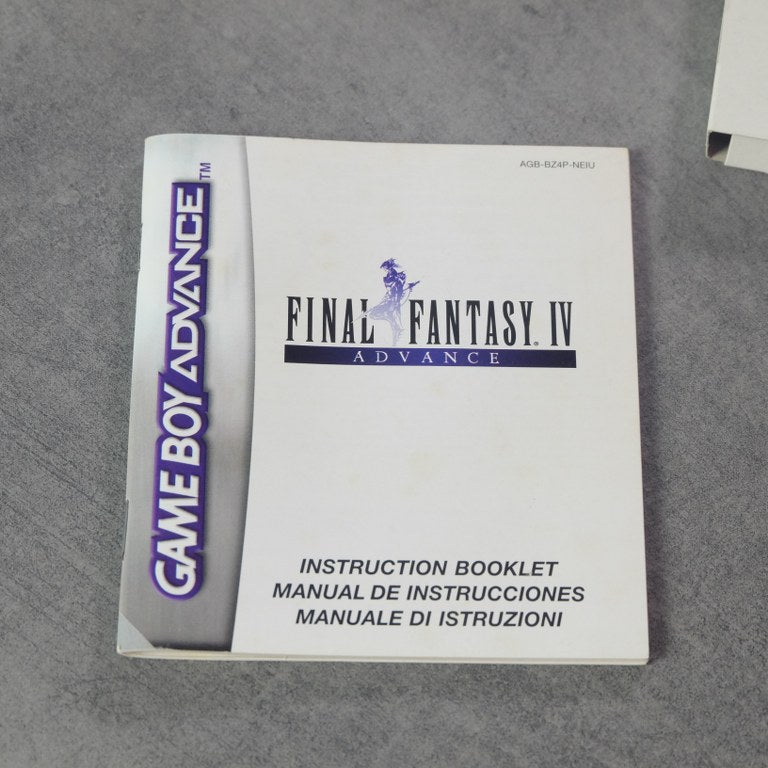 AGB-BZ4P-NEIU
GAME BOY ADVANCE™
FINAL FANTASY® IV
ADVANCE
INSTRUCTION BOOKLET
MANUAL DE INSTRUCCIONES
MANUALE DI ISTRUZIONI